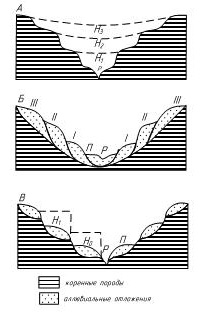 А
H₃
H₂
H₁
Р
Б
III III
II II
I П Р I
В
H₁
H₀ Р П
коренные породы
аллювиальные отложения